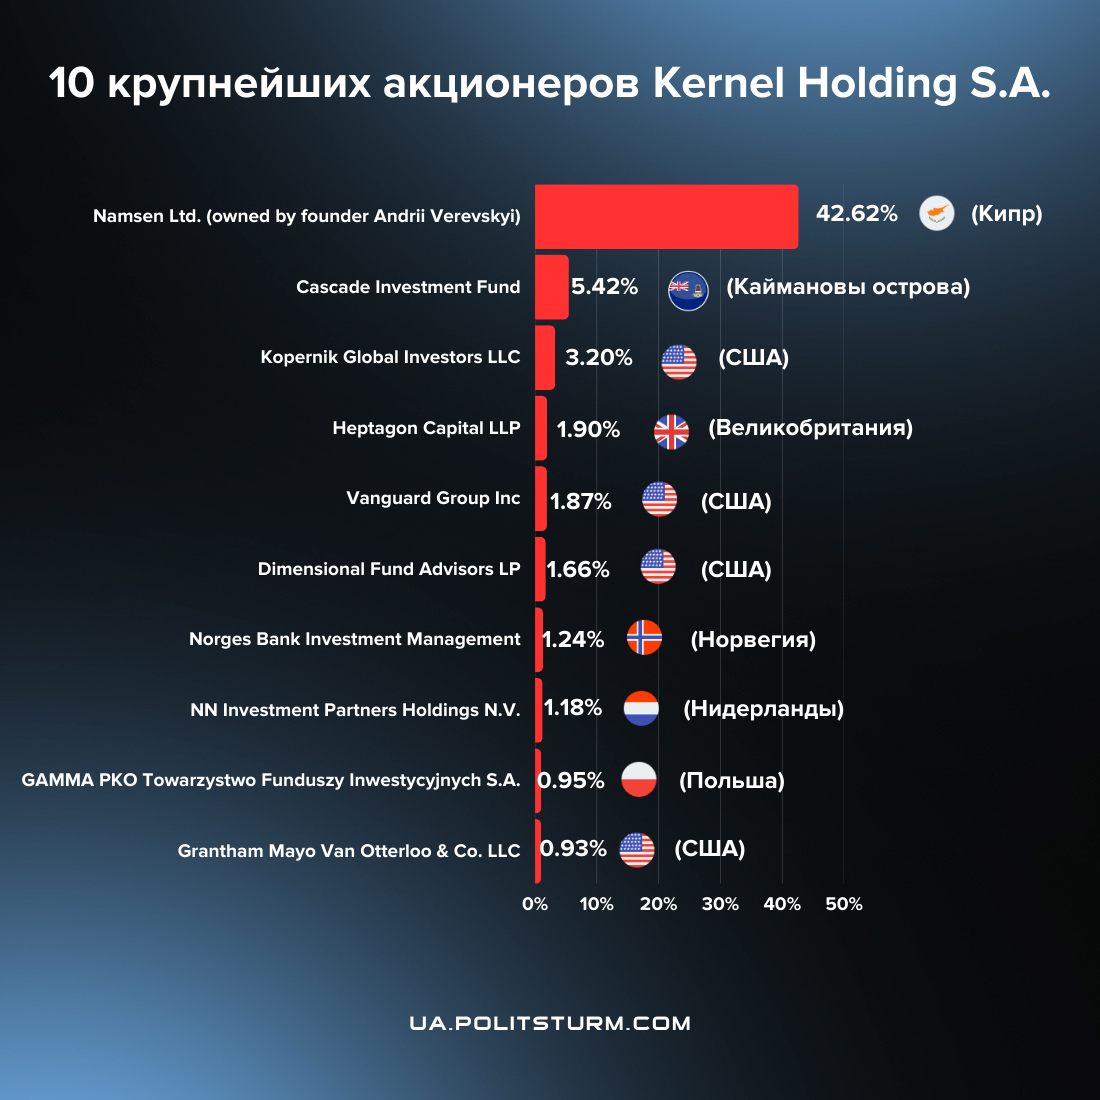 10 крупнейших акционеров Kernel Holding S.A.
Namsen Ltd. (owned by founder Andrii Verevskyi) 42.62% (Кипр)
Cascade Investment Fund 5.42% (Каймановы острова)
Kopernik Global Investors LLC 3.20% (США)
Heptagon Capital LLP 1.90% (Великобритания)
Vanguard Group Inc 1.87% (США)
Dimensional Fund Advisors LP 1.66% (США)
Norges Bank Investment Management 1.24% (Норвегия)
NN Investment Partners Holdings N.V. 1.18% (Нидерланды)
GAMMA PKO Towarzystwo Funduszy Inwestycyjnych S.A. 0.95% (Польша)
Grantham Mayo Van Otterloo & Co. LLC 0.93% (США)
0% 10% 20% 30% 40% 50%
UA.POLITSTURM.COM